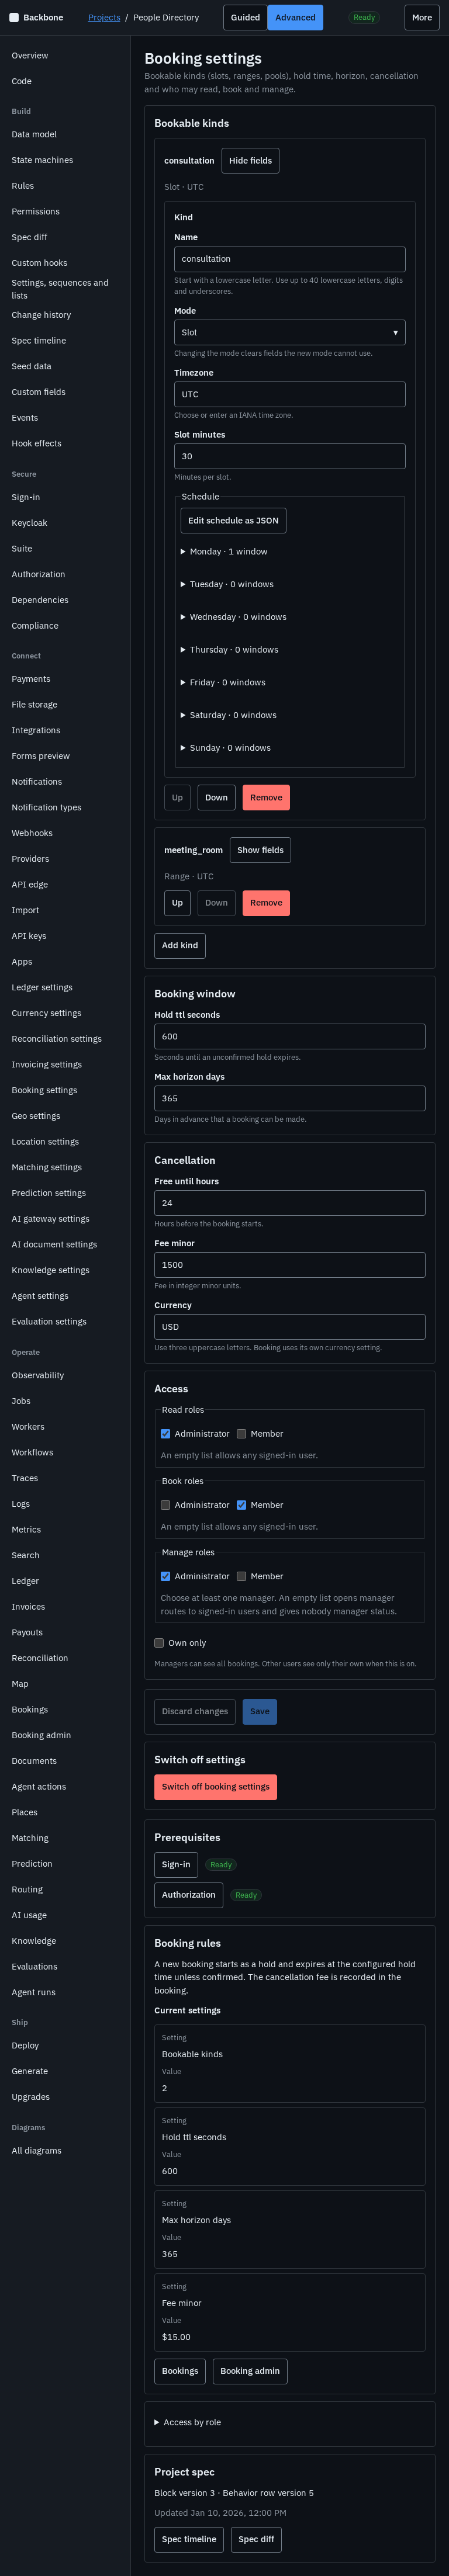 Backbone
Projects / People Directory
Guided
Advanced
Ready
More
Overview
Code
Build
Data model
State machines
Rules
Permissions
Spec diff
Custom hooks
Settings, sequences and
lists
Change history
Spec timeline
Seed data
Custom fields
Events
Hook effects
Secure
Sign-in
Keycloak
Suite
Authorization
Dependencies
Compliance
Connect
Payments
File storage
Integrations
Forms preview
Notifications
Notification types
Webhooks
Providers
API edge
Import
API keys
Apps
Ledger settings
Currency settings
Reconciliation settings
Invoicing settings
Booking settings
Geo settings
Location settings
Matching settings
Prediction settings
AI gateway settings
AI document settings
Knowledge settings
Agent settings
Evaluation settings
Operate
Observability
Jobs
Workers
Workflows
Traces
Logs
Metrics
Search
Ledger
Invoices
Payouts
Reconciliation
Map
Bookings
Booking admin
Documents
Agent actions
Places
Matching
Prediction
Routing
AI usage
Knowledge
Evaluations
Agent runs
Ship
Deploy
Generate
Upgrades
Diagrams
All diagrams
Booking settings
Bookable kinds (slots, ranges, pools), hold time, horizon, cancellation
and who may read, book and manage.
Bookable kinds
consultation
Hide fields
Slot · UTC
Kind
Name
consultation
Start with a lowercase letter. Use up to 40 lowercase letters, digits
and underscores.
Mode
Slot
Changing the mode clears fields the new mode cannot use.
Timezone
UTC
Choose or enter an IANA time zone.
Slot minutes
30
Minutes per slot.
Schedule
Edit schedule as JSON
Monday · 1 window
Tuesday · 0 windows
Wednesday · 0 windows
Thursday · 0 windows
Friday · 0 windows
Saturday · 0 windows
Sunday · 0 windows
Up
Down
Remove
meeting_room
Show fields
Range · UTC
Up
Down
Remove
Add kind
Booking window
Hold ttl seconds
600
Seconds until an unconfirmed hold expires.
Max horizon days
365
Days in advance that a booking can be made.
Cancellation
Free until hours
24
Hours before the booking starts.
Fee minor
1500
Fee in integer minor units.
Currency
USD
Use three uppercase letters. Booking uses its own currency setting.
Access
Read roles
Administrator
Member
An empty list allows any signed-in user.
Book roles
Administrator
Member
An empty list allows any signed-in user.
Manage roles
Administrator
Member
Choose at least one manager. An empty list opens manager
routes to signed-in users and gives nobody manager status.
Own only
Managers can see all bookings. Other users see only their own when this is on.
Discard changes
Save
Switch off settings
Switch off booking settings
Prerequisites
Sign-in
Ready
Authorization
Ready
Booking rules
A new booking starts as a hold and expires at the configured hold
time unless confirmed. The cancellation fee is recorded in the
booking.
Current settings
Setting
Bookable kinds
Value
2
Setting
Hold ttl seconds
Value
600
Setting
Max horizon days
Value
365
Setting
Fee minor
Value
$15.00
Bookings
Booking admin
Access by role
Project spec
Block version 3 · Behavior row version 5
Updated Jan 10, 2026, 12:00 PM
Spec timeline
Spec diff